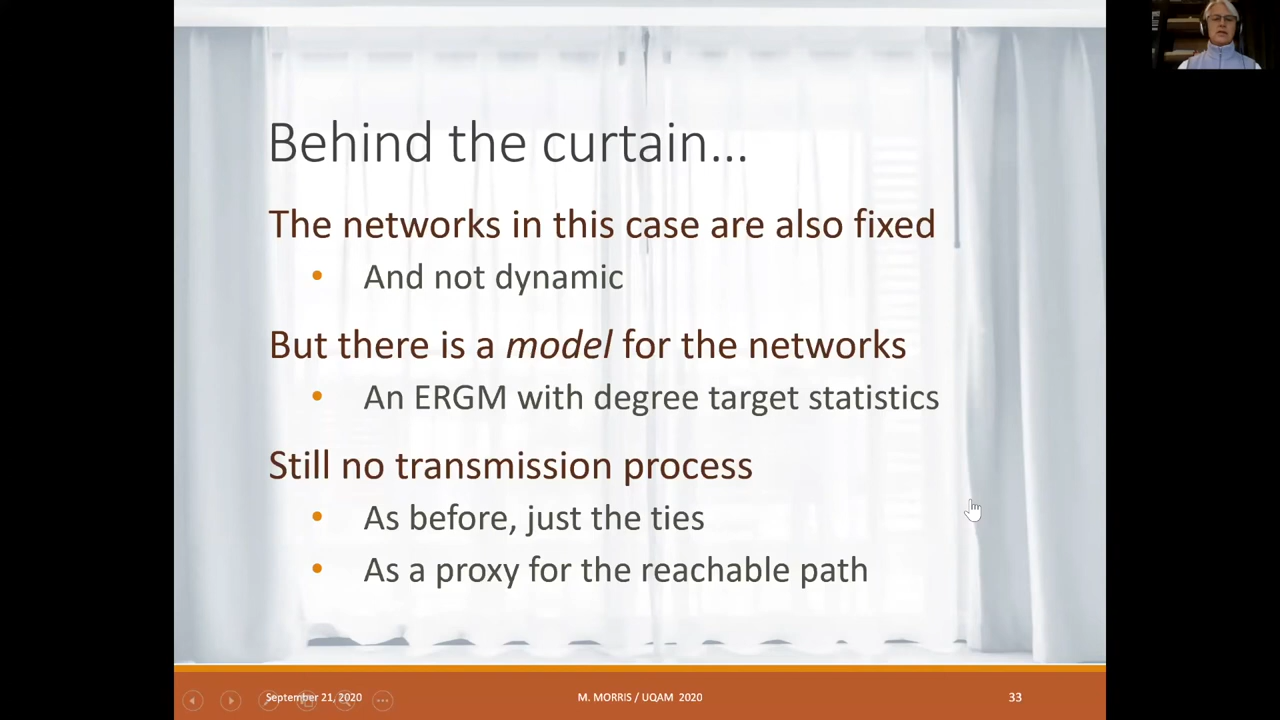 Behind the curtain...
The networks in this case are also fixed
• And not dynamic
But there is a model for the networks
• An ERGM with degree target statistics
Still no transmission process
• As before, just the ties
• As a proxy for the reachable path
September 21, 2020
M. MORRIS / UQAM 2020
33